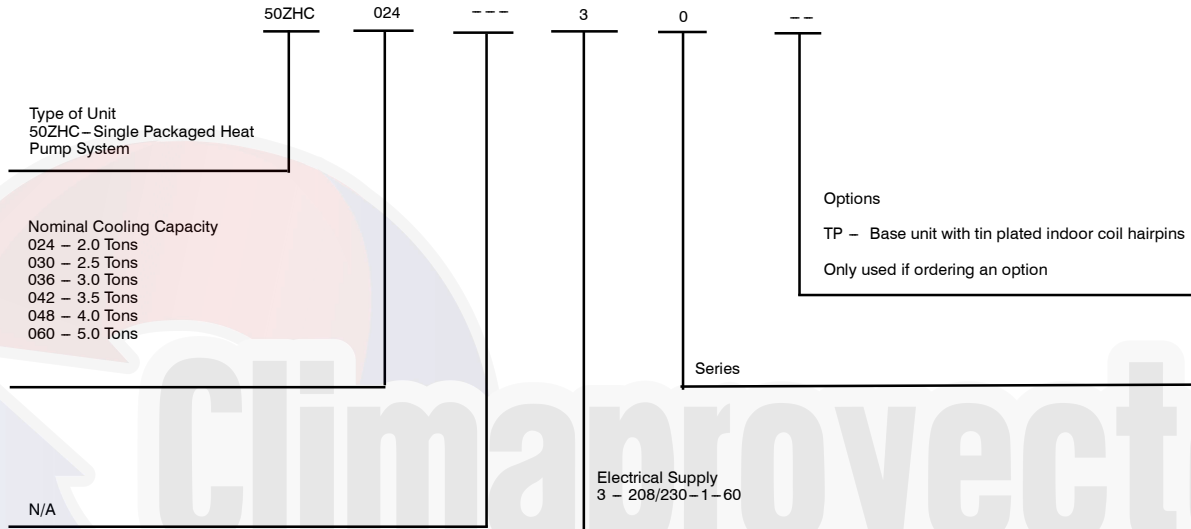 50ZHC 024 --- 3 0 --
Type of Unit
50ZHC-Single Packaged Heat
Pump System
Nominal Cooling Capacity
024 - 2.0 Tons
030 - 2.5 Tons
036 - 3.0 Tons
042 - 3.5 Tons
048 - 4.0 Tons
060 - 5.0 Tons
Options
TP - Base unit with tin plated indoor coil hairpins
Only used if ordering an option
Series
Electrical Supply
3 - 208/230-1-60
N/A
Climaproyect